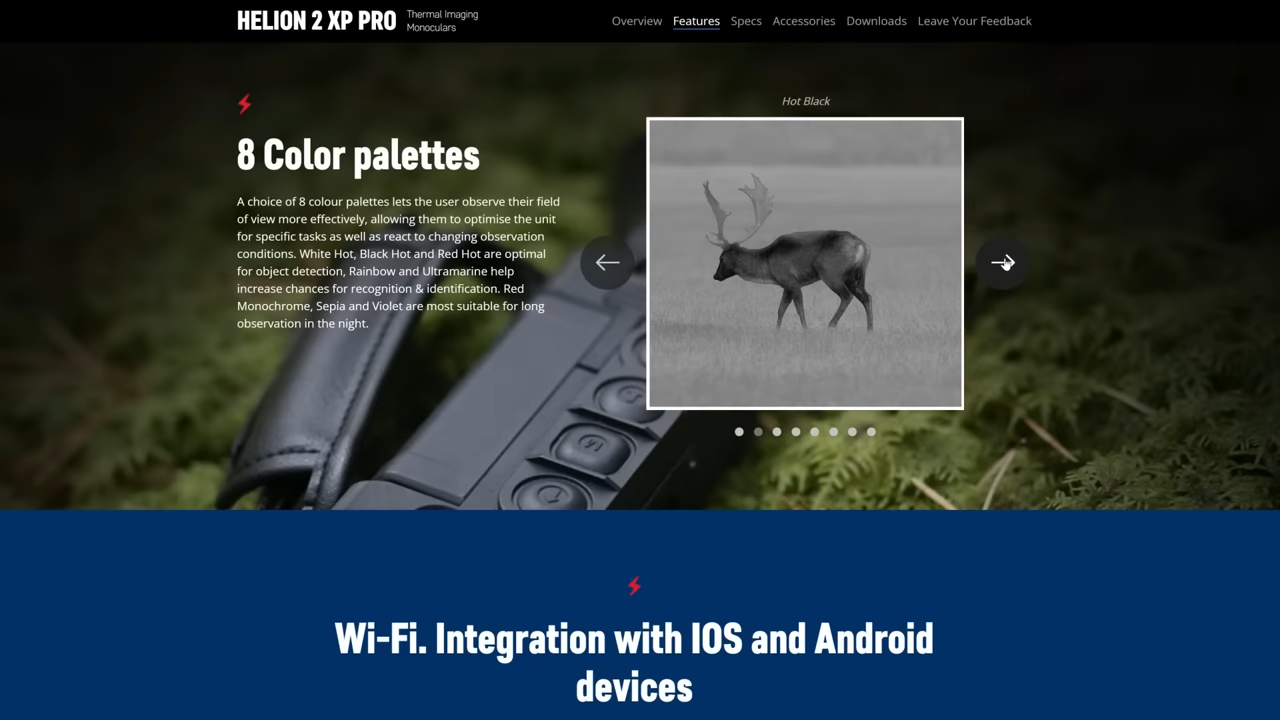 HELION 2 XP PRO
Thermal Imaging
Monoculars
Overview Features Specs Accessories Downloads Leave Your Feedback
8 Color palettes
A choice of 8 colour palettes lets the user observe their field
of view more effectively, allowing them to optimise the unit
for specific tasks as well as react to changing observation
conditions. White Hot, Black Hot and Red Hot are optimal
for object detection, Rainbow and Ultramarine help
increase chances for recognition & identification. Red
Monochrome, Sepia and Violet are most suitable for long
observation in the night.
Hot Black
Wi-Fi. Integration with IOS and Android
devices